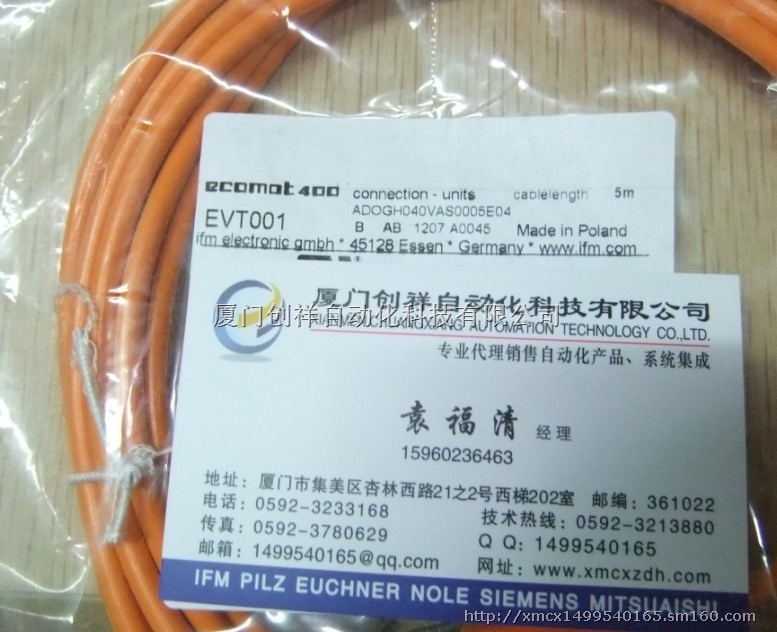 ecomat 400 connection - units cablelength 5m
ADOGH040VAS0005E04
EVT001 B AB 1207 A0045 Made in Poland
ifm electronic gmbh * 45128 Essen * Germany * www.ifm.com
厦门创祥自动化科技有限公司
厦门创祥自动化科技有限公司
AUTOMATION TECHNOLOGY CO.,LTD.
专业代理销售自动化产品、系统集成
袁福清 经理
15960236463
地址:厦门市集美区杏林西路21之2号西梯202室 邮编:361022
电话:0592-3233168 技术热线:0592-3213880
传真:0592-3780629 Q Q:1499540165
邮箱:1499540165@qq.com 网址:www.xmcxzdh.com
IFM PILZ EUCHNER NOLE SIEMENS MITSUAISHI
http://xmcx1499540165.sm160.com/